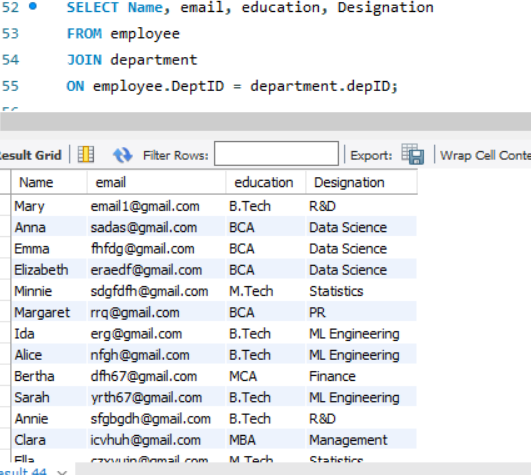 52 SELECT Name, email, education, Designation
53 FROM employee
54 JOIN department
55 ON employee.DeptID = department.depID;
Result Grid Filter Rows: Export: Wrap Cell Conte
Name email education Designation
Mary email1@gmail.com B.Tech R&D
Anna sadas@gmail.com BCA Data Science
Emma fhfdg@gmail.com BCA Data Science
Elizabeth eraedf@gmail.com BCA Data Science
Minnie sdgfdfh@gmail.com M.Tech Statistics
Margaret rrq@gmail.com BCA PR
Ida erg@gmail.com B.Tech ML Engineering
Alice nfgh@gmail.com B.Tech ML Engineering
Bertha dfh67@gmail.com MCA Finance
Sarah yrth67@gmail.com B.Tech ML Engineering
Annie sfgbgdh@gmail.com B.Tech R&D
Clara icvhuh@gmail.com MBA Management
Ella M.Tech Statistics
esult 44